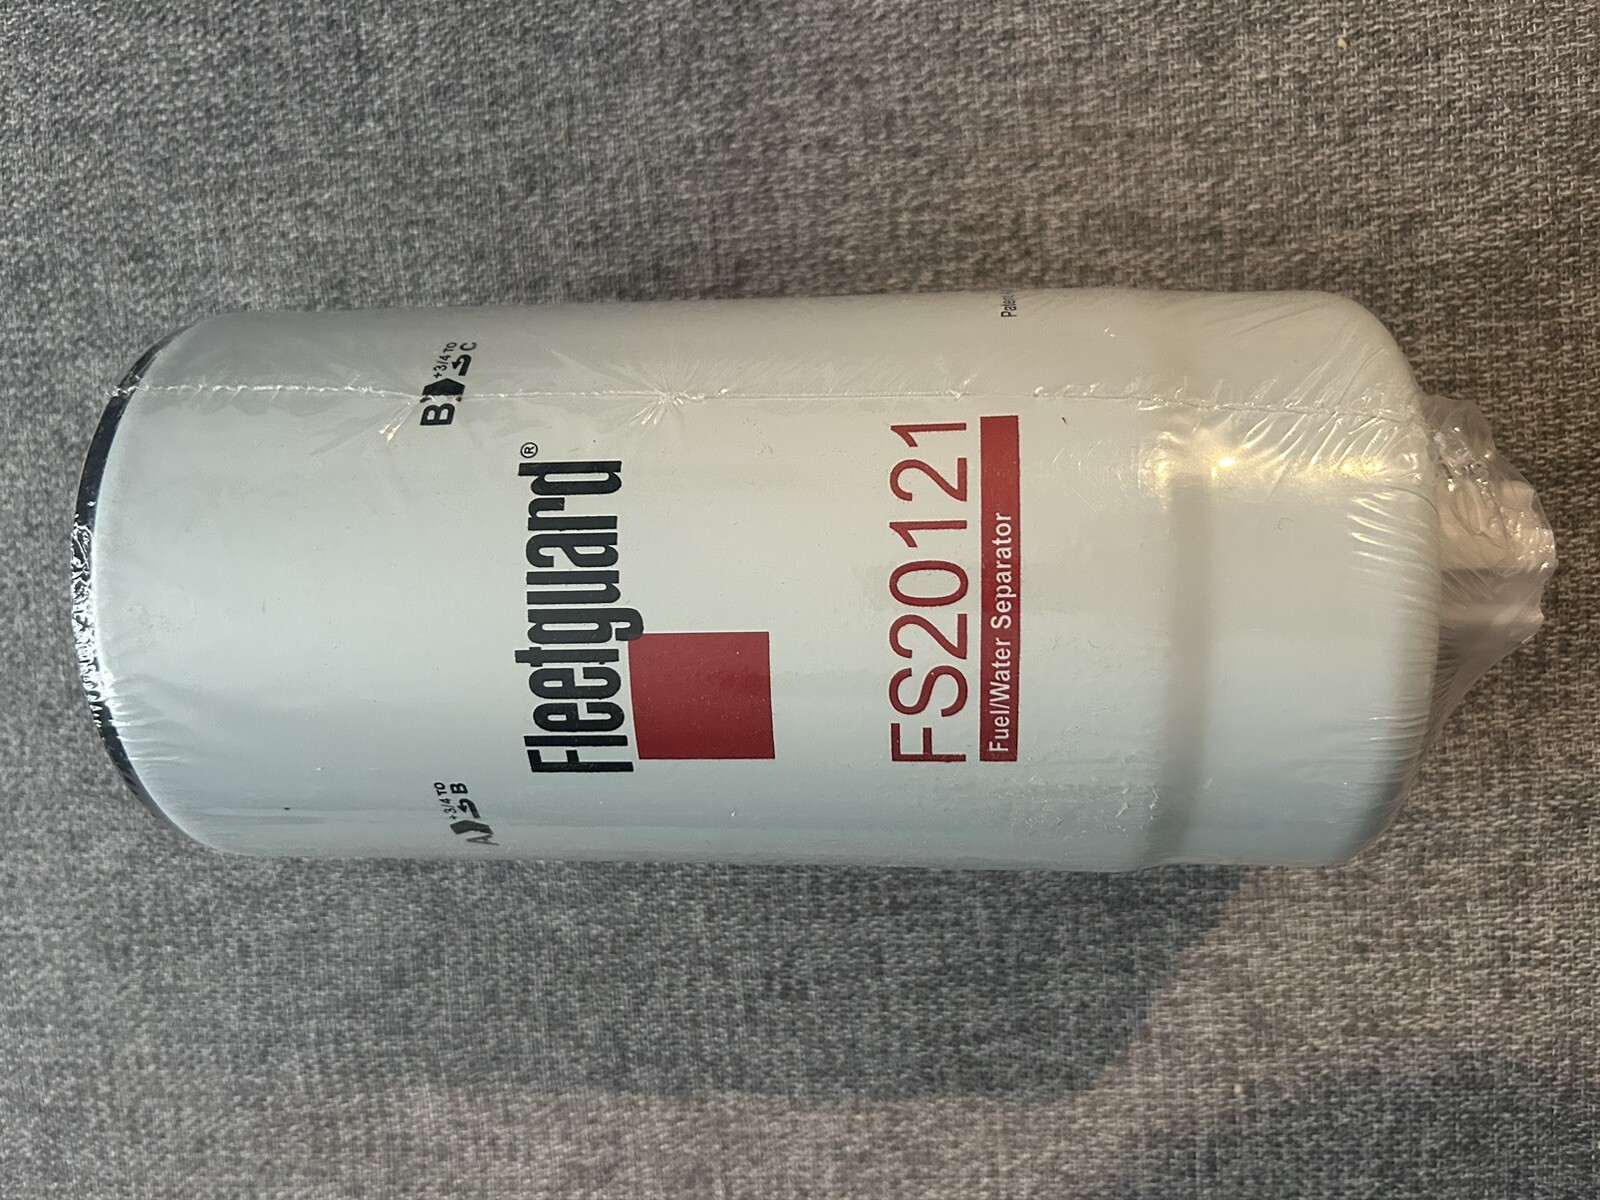 A +3/4 TO B
B +3/4 TO C
Fleetguard®
FS20121
Fuel/Water Separator